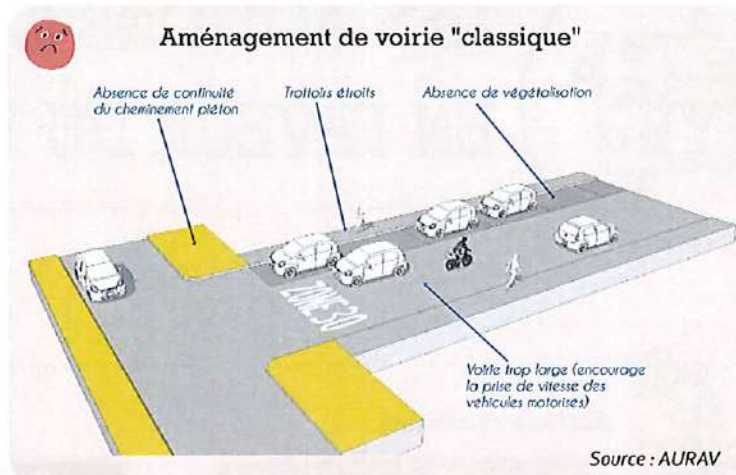 Aménagement de voirie "classique"
Absence de continuité
du cheminement piéton
Trottoirs étroits
Absence de végétalisation
ZONE 30
Voirie trop large (encourage
la prise de vitesse des
véhicules motorisés)
Source : AURAV